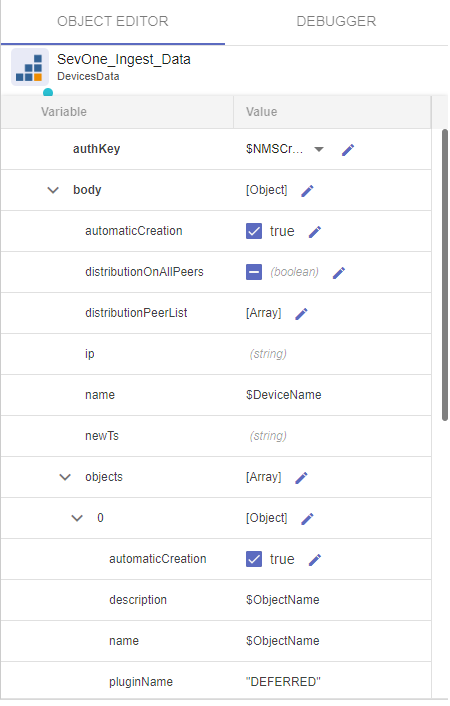 OBJECT EDITOR DEBUGGER
SevOne_Ingest_Data
DevicesData
Variable Value
authKey $NMSCr...
body [Object]
automaticCreation true
distributionOnAllPeers (boolean)
distributionPeerList [Array]
ip (string)
name $DeviceName
newTs (string)
objects [Array]
0 [Object]
automaticCreation true
description $ObjectName
name $ObjectName
pluginName "DEFERRED"